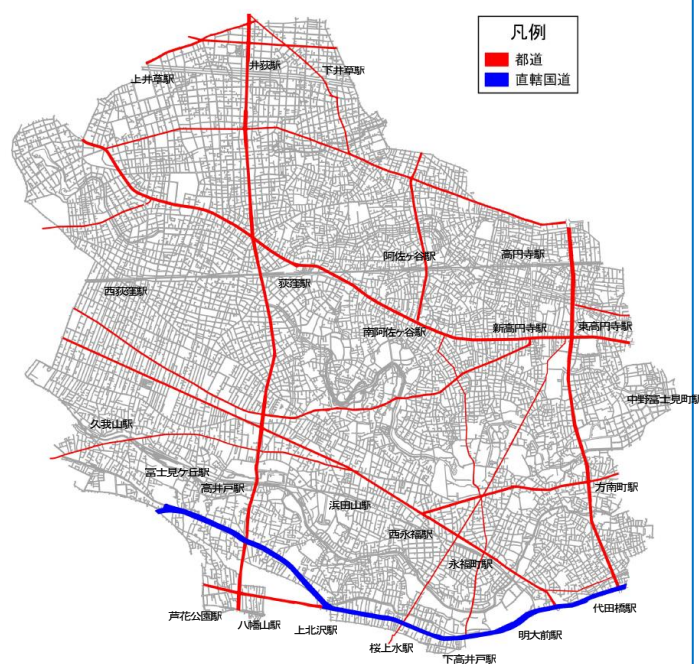 凡例
都道
直轄国道
井荻駅
上井草駅
下井草駅
阿佐ヶ谷駅
高円寺駅
西荻窪駅
荻窪駅
南阿佐ヶ谷駅
新高円寺駅
東高円寺駅
中野富士見町駅
久我山駅
富士見ケ丘駅
高井戸駅
浜田山駅
西永福駅
方南町駅
永福町駅
芦花公園駅
八幡山駅
上北沢駅
桜上水駅
下高井戸駅
明大前駅
代田橋駅